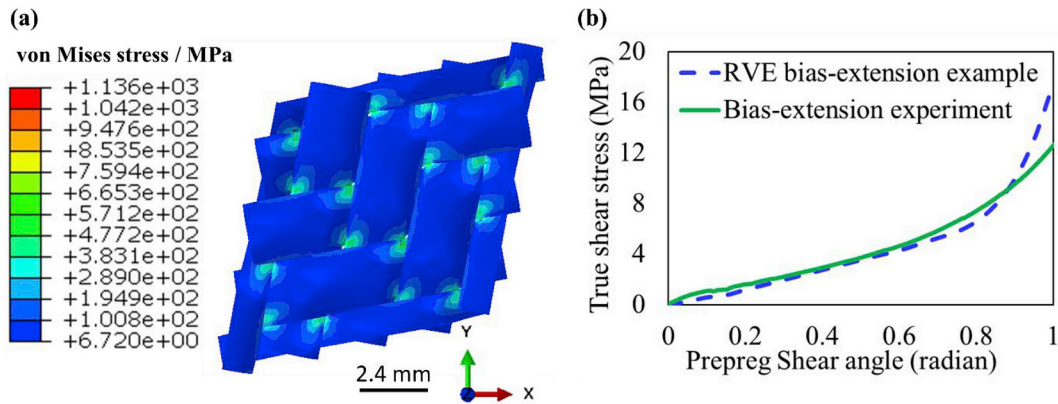 (a)
von Mises stress / MPa
+1.136e+03
+1.042e+03
+9.476e+02
+8.535e+02
+7.594e+02
+6.653e+02
+5.712e+02
+4.772e+02
+3.831e+02
+2.890e+02
+1.949e+02
+1.008e+02
+6.720e+00
2.4 mm
Y
Z
X
(b)
True shear stress (MPa)
20
16
12
8
4
0
RVE bias-extension example
Bias-extension experiment
0 0.2 0.4 0.6 0.8 1
Prepreg Shear angle (radian)